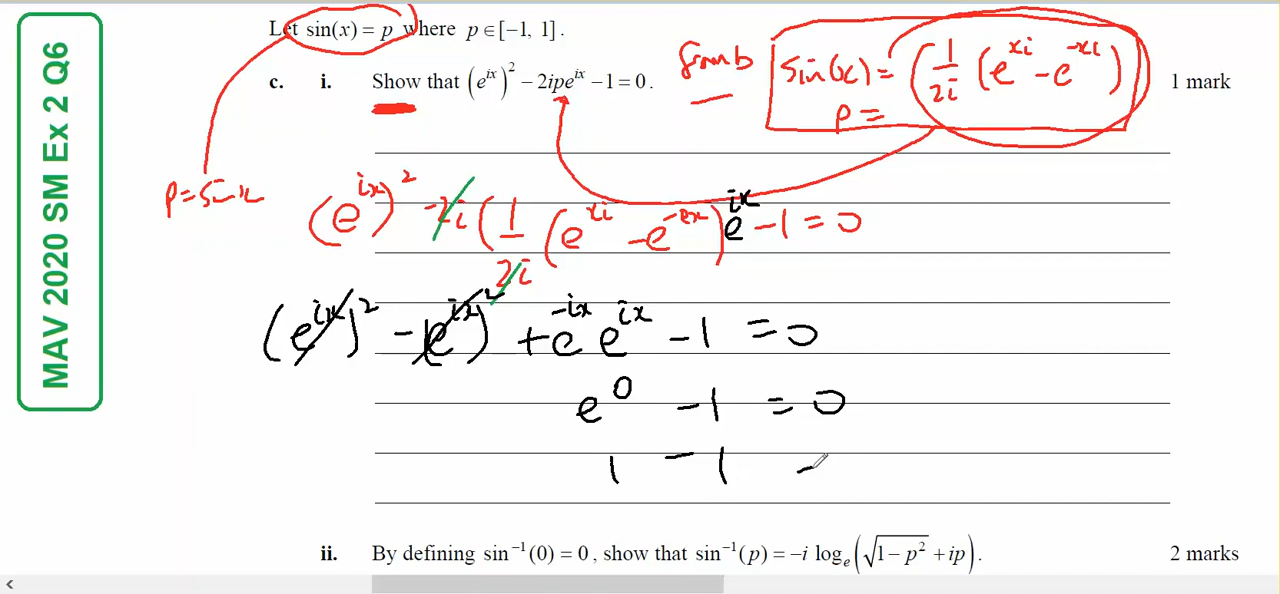 MAV 2020 SM Ex 2 Q6
Let sin(x) = p where p ∈ [−1, 1].
c. i. Show that (e^{ix})^2 − 2ipe^{ix} − 1 = 0. 1 mark
from b
sin(x) = (1/2i (e^{xi} − e^{-xi}))
p =
p = sin x
(e^{ix})^2 − 2i (1/2i (e^{xi} − e^{-ix}) e^{ix} − 1 = 0
(e^{ix})^2 − (e^{ix})^2 + e^{-ix} e^{ix} − 1 = 0
e^0 − 1 = 0
1 − 1
ii. By defining sin^{-1}(0) = 0, show that sin^{-1}(p) = −i log_e(√(1 − p^2) + ip). 2 marks